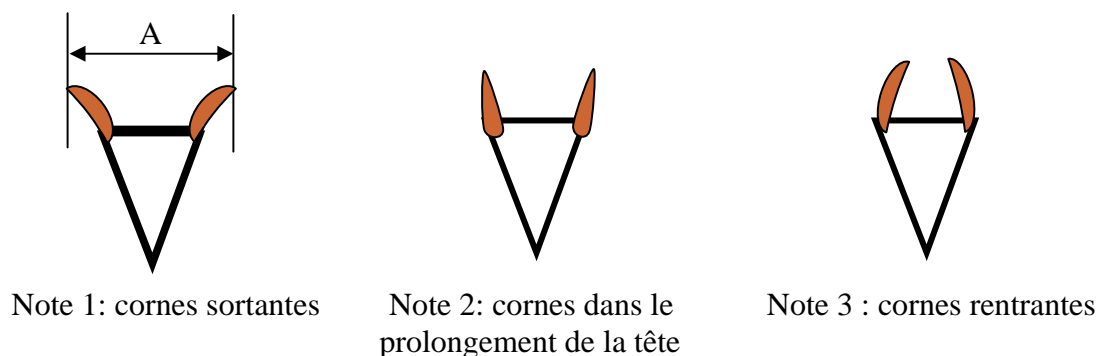 A
Note 1: cornes sortantes
Note 2: cornes dans le
prolongement de la tête
Note 3 : cornes rentrantes